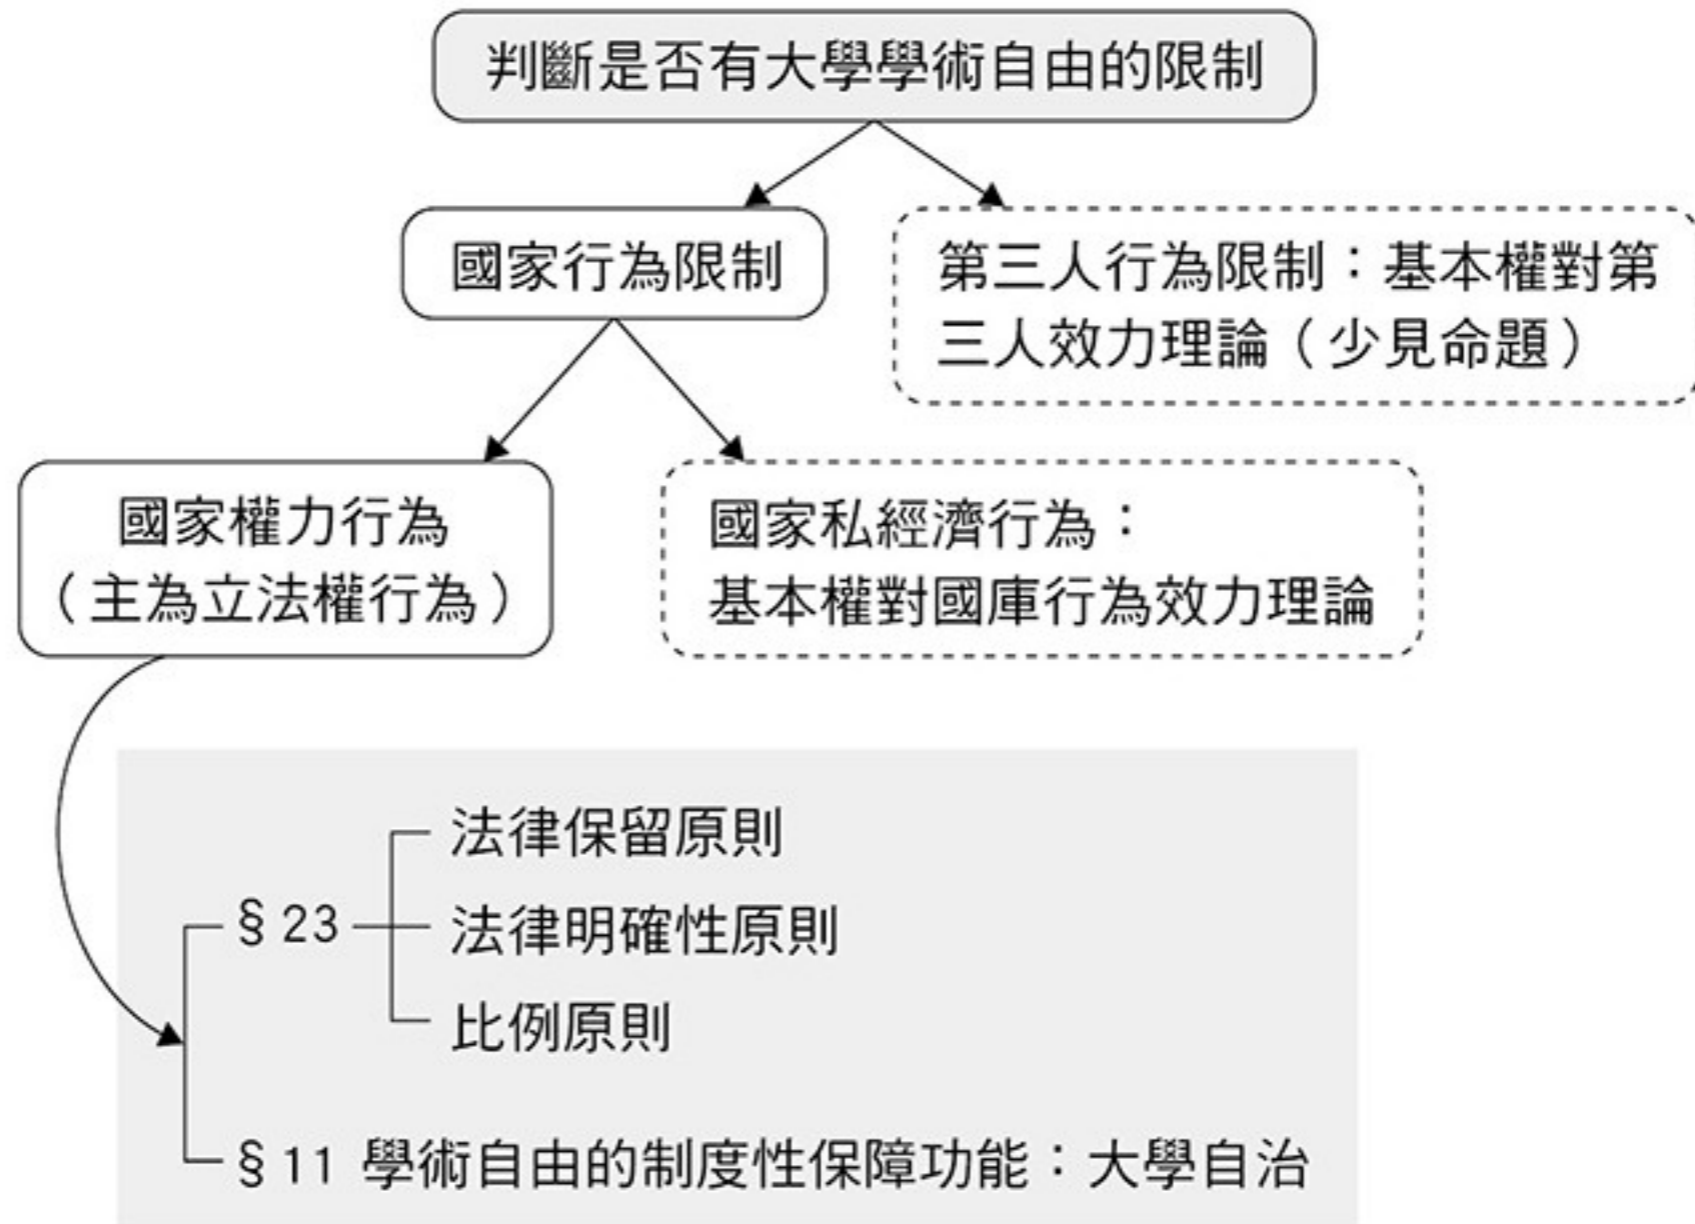 判斷是否有大學學術自由的限制
國家行為限制
第三人行為限制：基本權對第
三人效力理論（少見命題）
國家權力行為
（主為立法權行為）
國家私經濟行為：
基本權對國庫行為效力理論
§23
法律保留原則
法律明確性原則
比例原則
§11 學術自由的制度性保障功能：大學自治